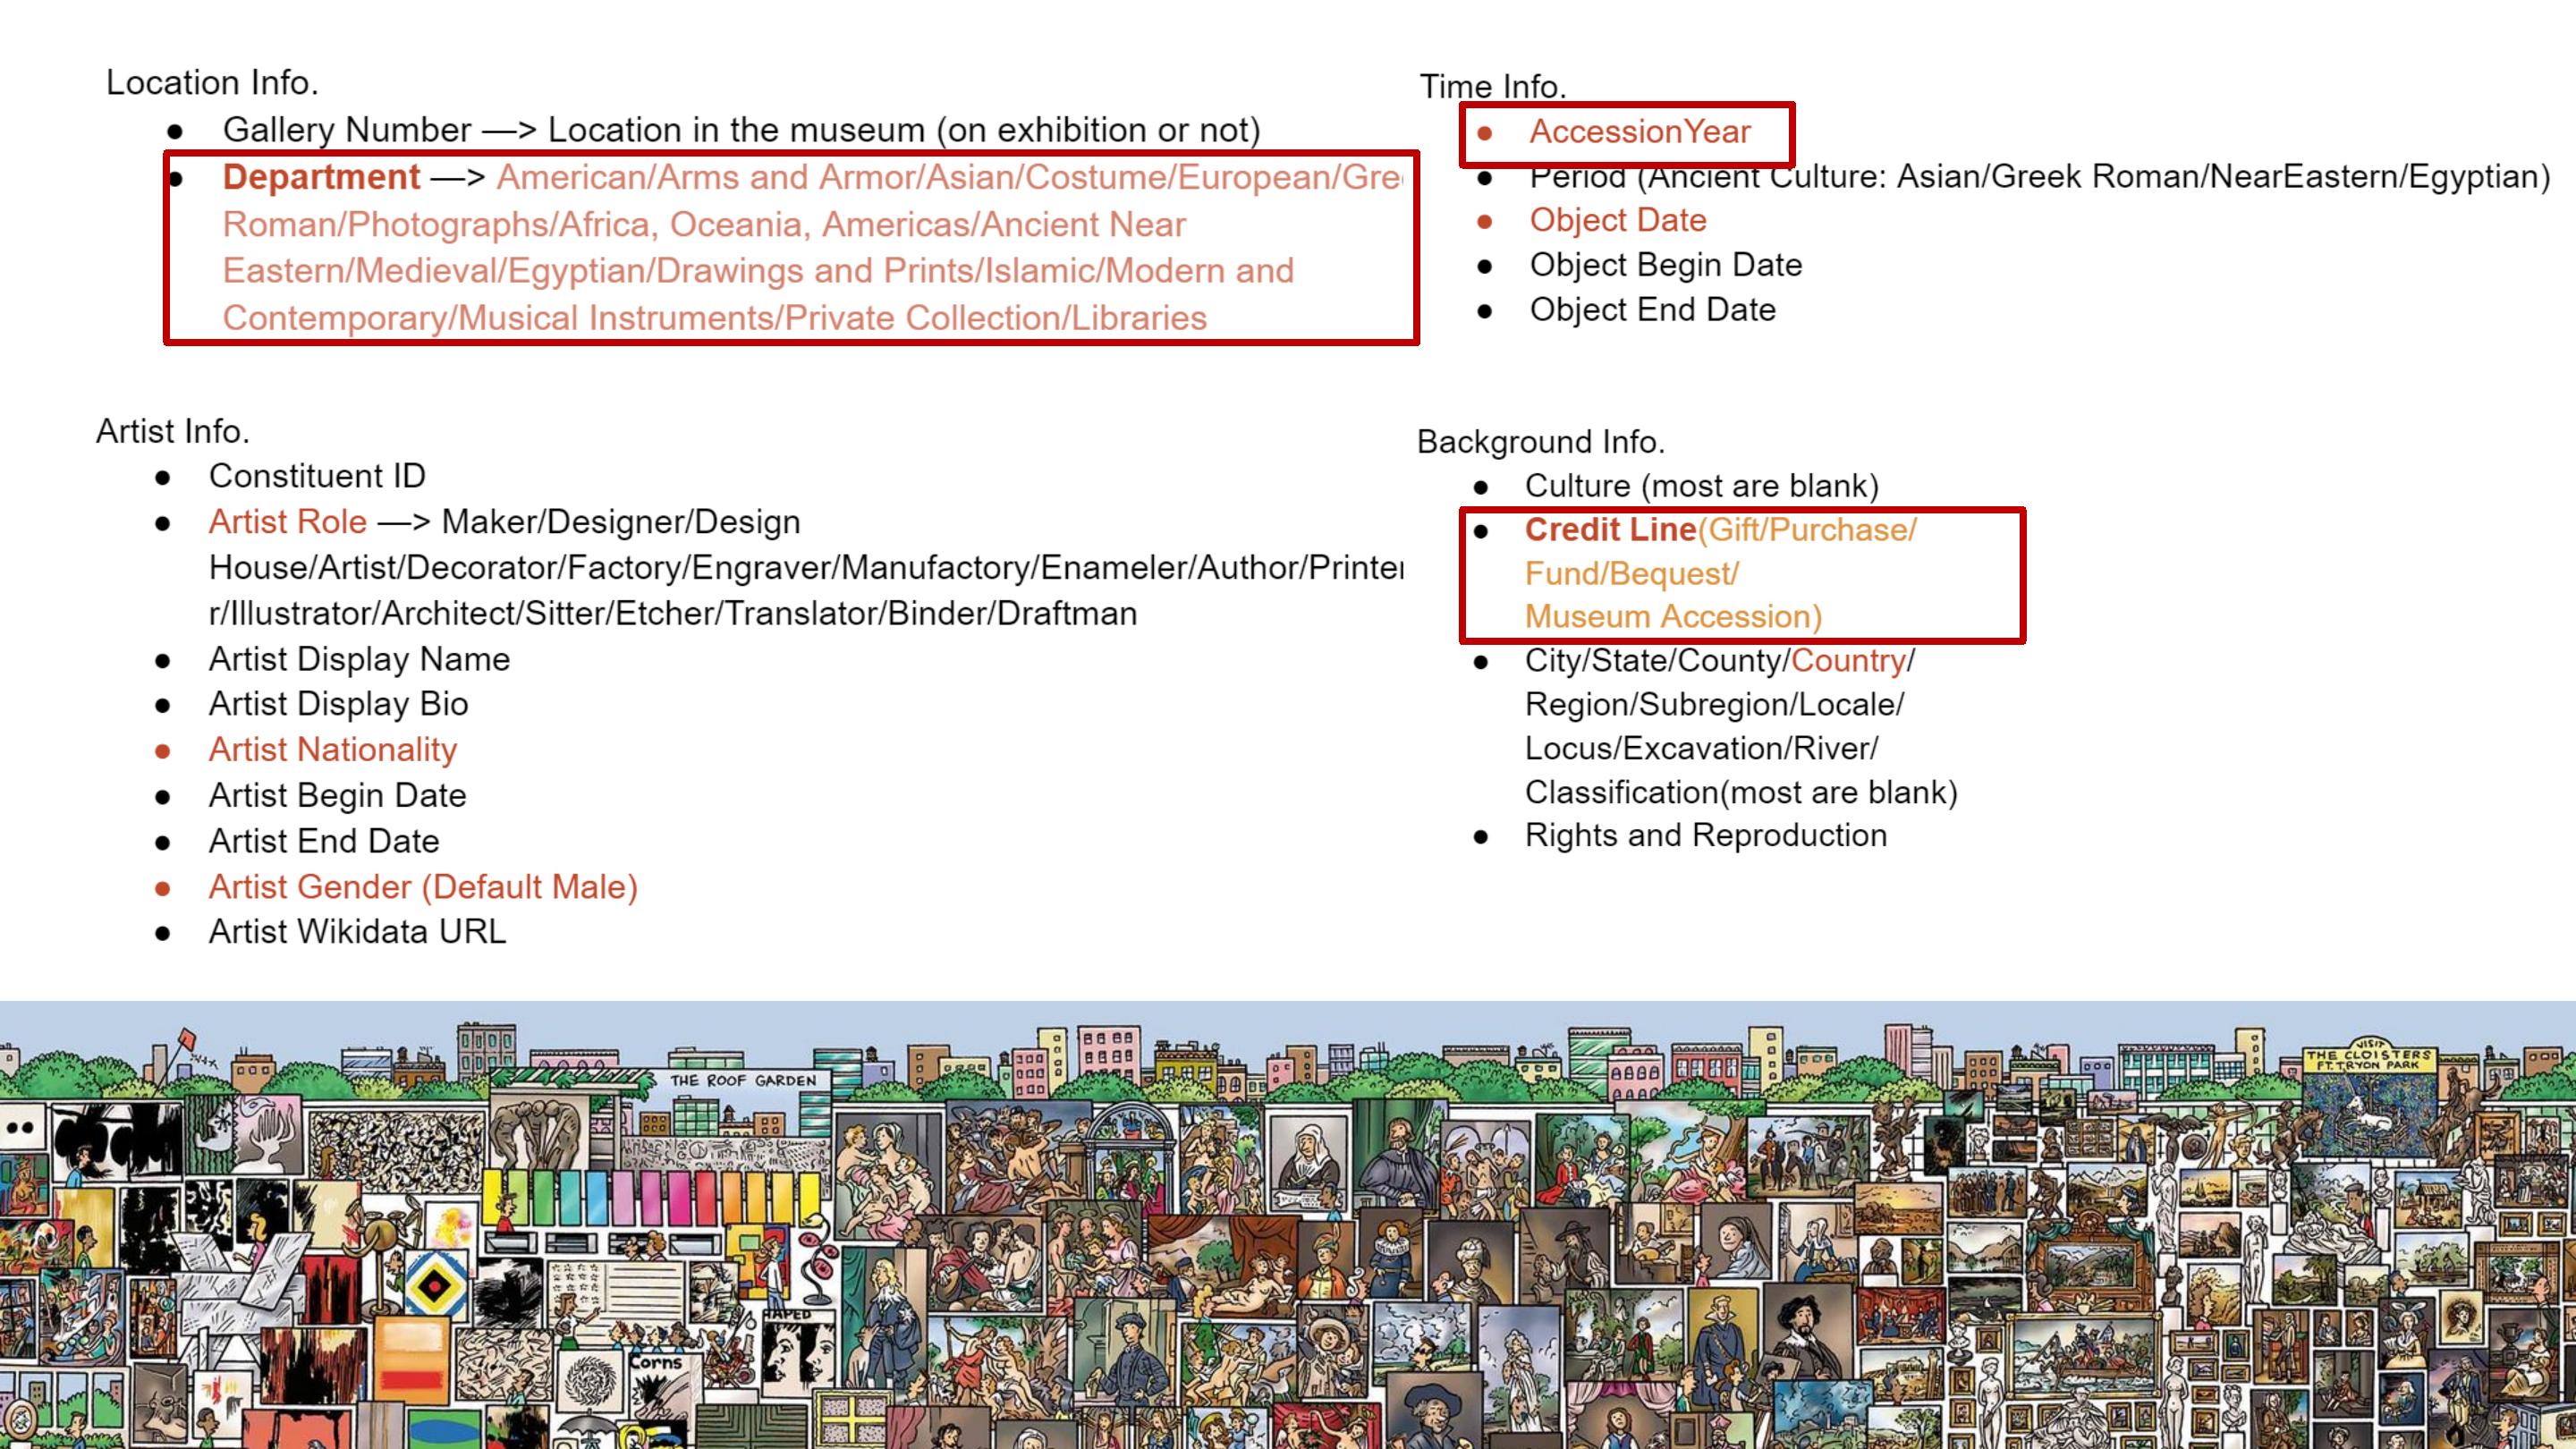 Location Info.
● Gallery Number —> Location in the museum (on exhibition or not)
● Department —> American/Arms and Armor/Asian/Costume/European/Gre
Roman/Photographs/Africa, Oceania, Americas/Ancient Near
Eastern/Medieval/Egyptian/Drawings and Prints/Islamic/Modern and
Contemporary/Musical Instruments/Private Collection/Libraries
Time Info.
● AccessionYear
● Period (Ancient Culture: Asian/Greek Roman/NearEastern/Egyptian)
● Object Date
● Object Begin Date
● Object End Date
Artist Info.
● Constituent ID
● Artist Role —> Maker/Designer/Design
House/Artist/Decorator/Factory/Engraver/Manufactory/Enameler/Author/Printer
r/Illustrator/Architect/Sitter/Etcher/Translator/Binder/Draftman
● Artist Display Name
● Artist Display Bio
● Artist Nationality
● Artist Begin Date
● Artist End Date
● Artist Gender (Default Male)
● Artist Wikidata URL
Background Info.
● Culture (most are blank)
● Credit Line(Gift/Purchase/
Fund/Bequest/
Museum Accession)
● City/State/County/Country/
Region/Subregion/Locale/
Locus/Excavation/River/
Classification(most are blank)
● Rights and Reproduction
THE ROOF GARDEN
VISIT
THE CLOISTERS
FT. TRYON PARK
RAPED
Corns